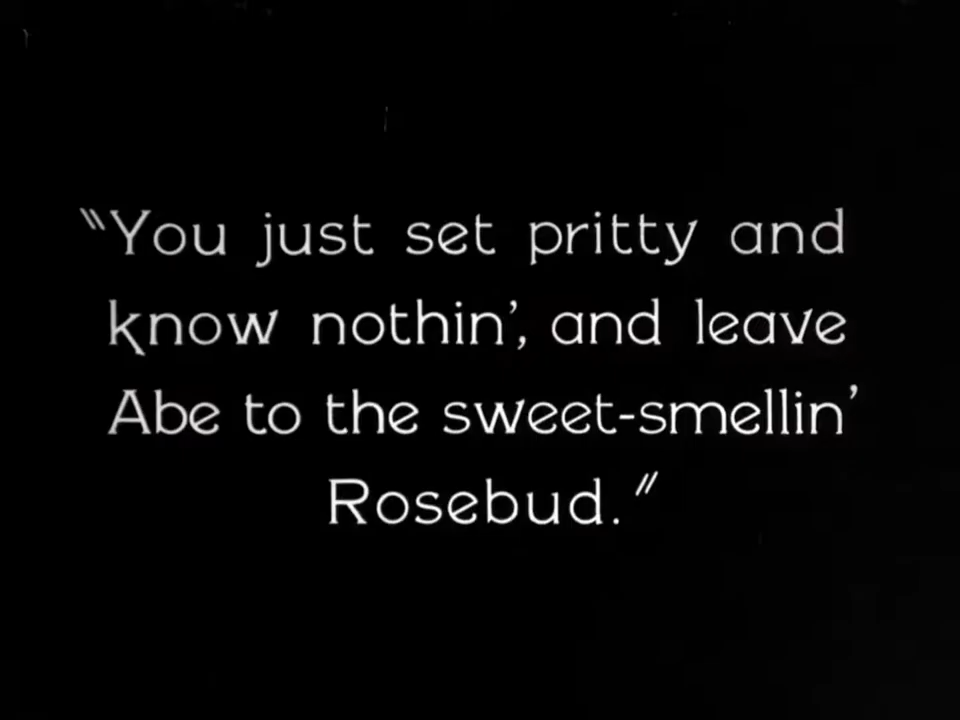 "You just set pritty and
know nothin', and leave
Abe to the sweet-smellin'
Rosebud."